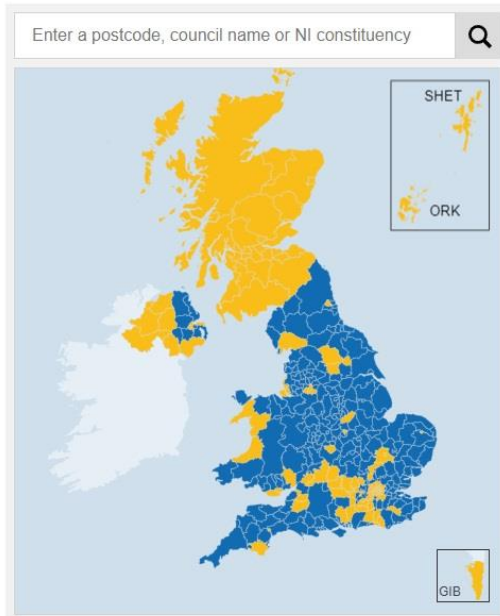 Enter a postcode, council name or NI constituency
SHET
ORK
GIB